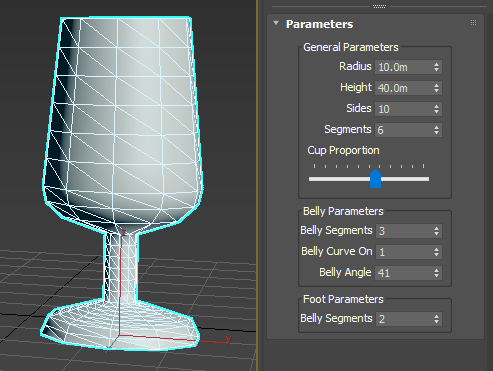 Parameters
General Parameters
Radius 10.0m
Height 40.0m
Sides 10
Segments 6
Cup Proportion
Belly Parameters
Belly Segments 3
Belly Curve On 1
Belly Angle 41
Foot Parameters
Belly Segments 2
y